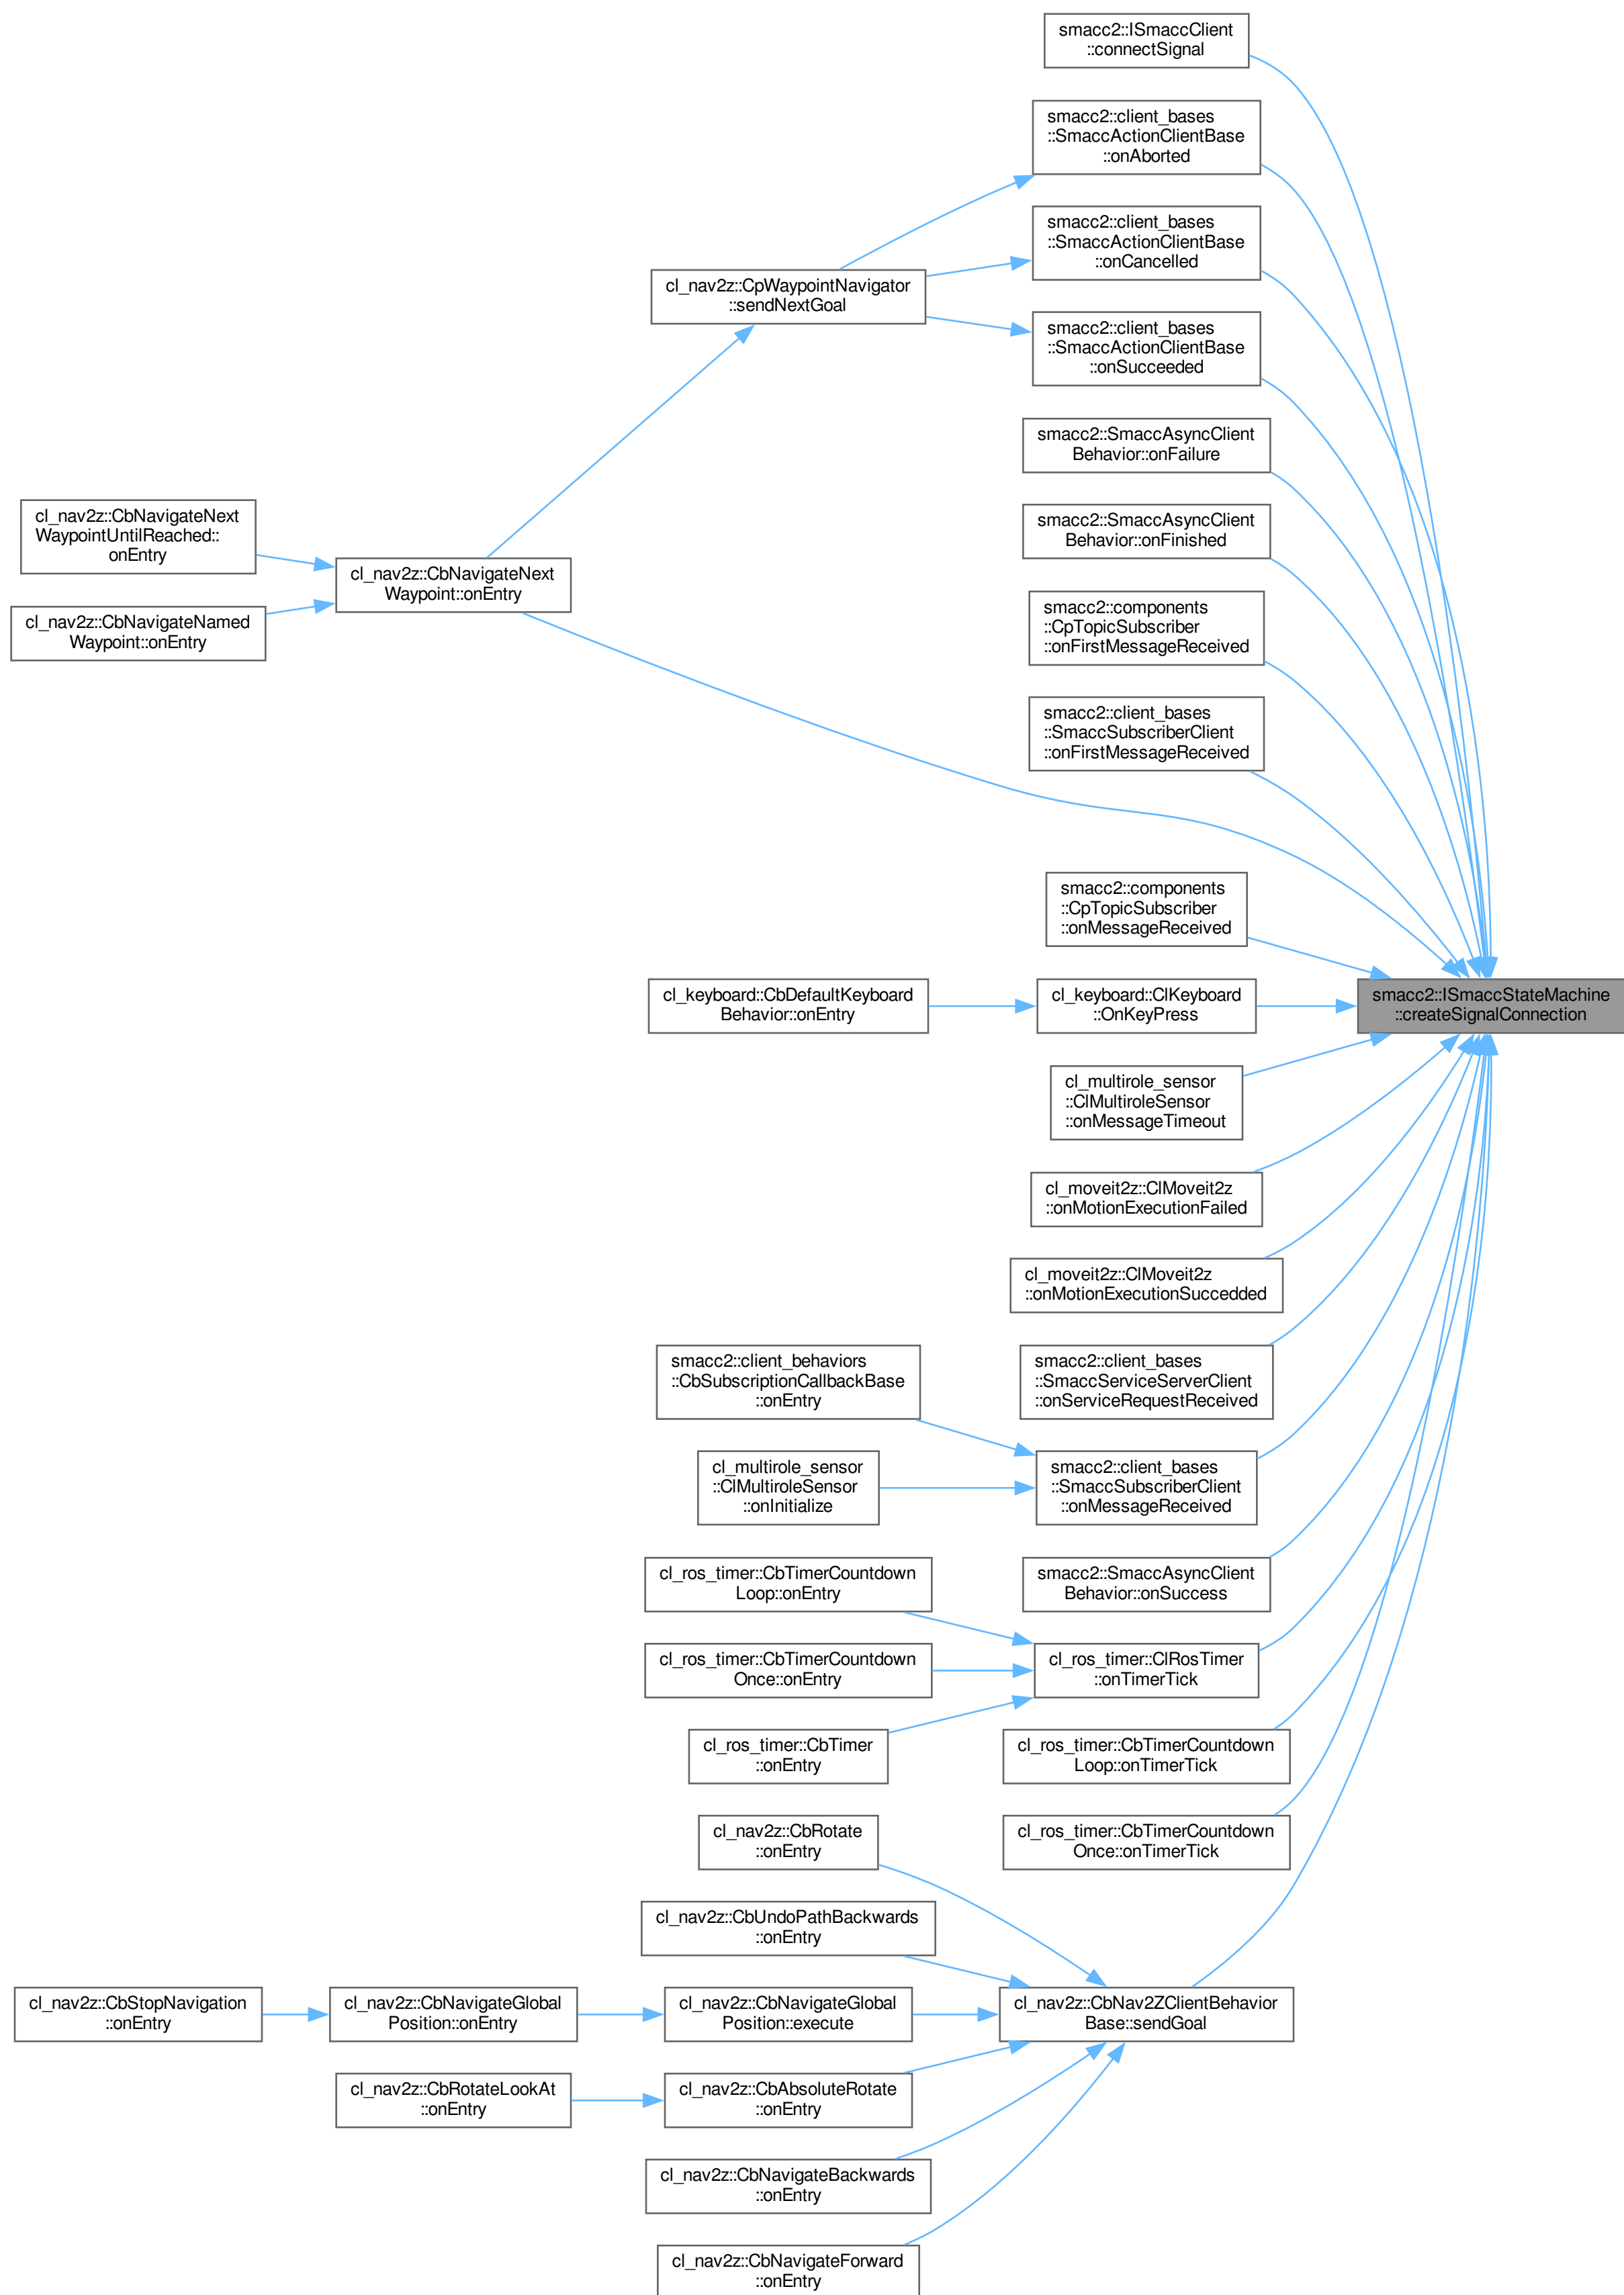 smacc2::ISmaccClient
::connectSignal
smacc2::client_bases
::SmaccActionClientBase
::onAborted
smacc2::client_bases
::SmaccActionClientBase
::onCancelled
cl_nav2z::CpWaypointNavigator
::sendNextGoal
smacc2::client_bases
::SmaccActionClientBase
::onSucceeded
smacc2::SmaccAsyncClient
Behavior::onFailure
cl_nav2z::CbNavigateNext
WaypointUntilReached::
onEntry
smacc2::SmaccAsyncClient
Behavior::onFinished
cl_nav2z::CbNavigateNext
Waypoint::onEntry
cl_nav2z::CbNavigateNamed
Waypoint::onEntry
smacc2::components
::CpTopicSubscriber
::onFirstMessageReceived
smacc2::client_bases
::SmaccSubscriberClient
::onFirstMessageReceived
smacc2::components
::CpTopicSubscriber
::onMessageReceived
cl_keyboard::CbDefaultKeyboard
Behavior::onEntry
cl_keyboard::ClKeyboard
::OnKeyPress
smacc2::ISmaccStateMachine
::createSignalConnection
cl_multirole_sensor
::ClMultiroleSensor
::onMessageTimeout
cl_moveit2z::ClMoveit2z
::onMotionExecutionFailed
cl_moveit2z::ClMoveit2z
::onMotionExecutionSuccedded
smacc2::client_behaviors
::CbSubscriptionCallbackBase
::onEntry
smacc2::client_bases
::SmaccServiceServerClient
::onServiceRequestReceived
cl_multirole_sensor
::ClMultiroleSensor
::onInitialize
smacc2::client_bases
::SmaccSubscriberClient
::onMessageReceived
cl_ros_timer::CbTimerCountdown
Loop::onEntry
smacc2::SmaccAsyncClient
Behavior::onSuccess
cl_ros_timer::CbTimerCountdown
Once::onEntry
cl_ros_timer::ClRosTimer
::onTimerTick
cl_ros_timer::CbTimer
::onEntry
cl_ros_timer::CbTimerCountdown
Loop::onTimerTick
cl_nav2z::CbRotate
::onEntry
cl_ros_timer::CbTimerCountdown
Once::onTimerTick
cl_nav2z::CbUndoPathBackwards
::onEntry
cl_nav2z::CbStopNavigation
::onEntry
cl_nav2z::CbNavigateGlobal
Position::onEntry
cl_nav2z::CbNavigateGlobal
Position::execute
cl_nav2z::CbNav2ZClientBehavior
Base::sendGoal
cl_nav2z::CbRotateLookAt
::onEntry
cl_nav2z::CbAbsoluteRotate
::onEntry
cl_nav2z::CbNavigateBackwards
::onEntry
cl_nav2z::CbNavigateForward
::onEntry